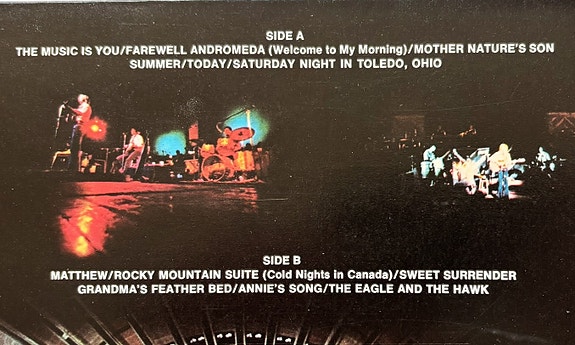 SIDE A
THE MUSIC IS YOU/FAREWELL ANDROMEDA (Welcome to My Morning)/MOTHER NATURE'S SON
SUMMER/TODAY/SATURDAY NIGHT IN TOLEDO, OHIO
SIDE B
MATTHEW/ROCKY MOUNTAIN SUITE (Cold Nights in Canada)/SWEET SURRENDER
GRANDMA'S FEATHER BED/ANNIE'S SONG/THE EAGLE AND THE HAWK